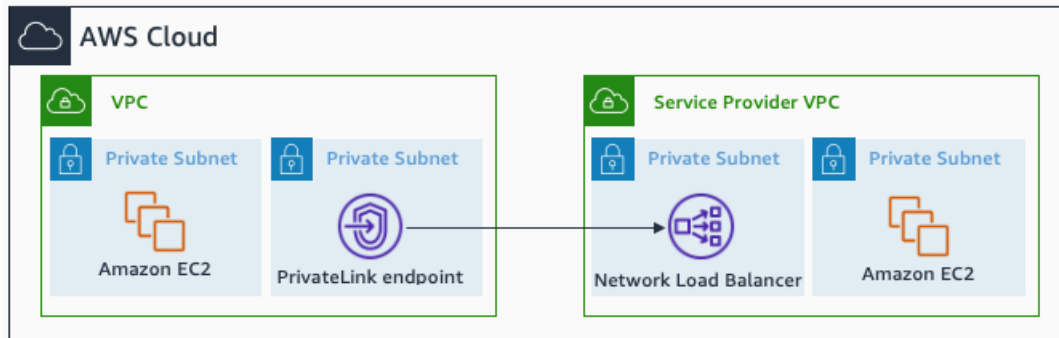 AWS Cloud
VPC
Service Provider VPC
Private Subnet
Private Subnet
Private Subnet
Private Subnet
Amazon EC2
PrivateLink endpoint
Network Load Balancer
Amazon EC2